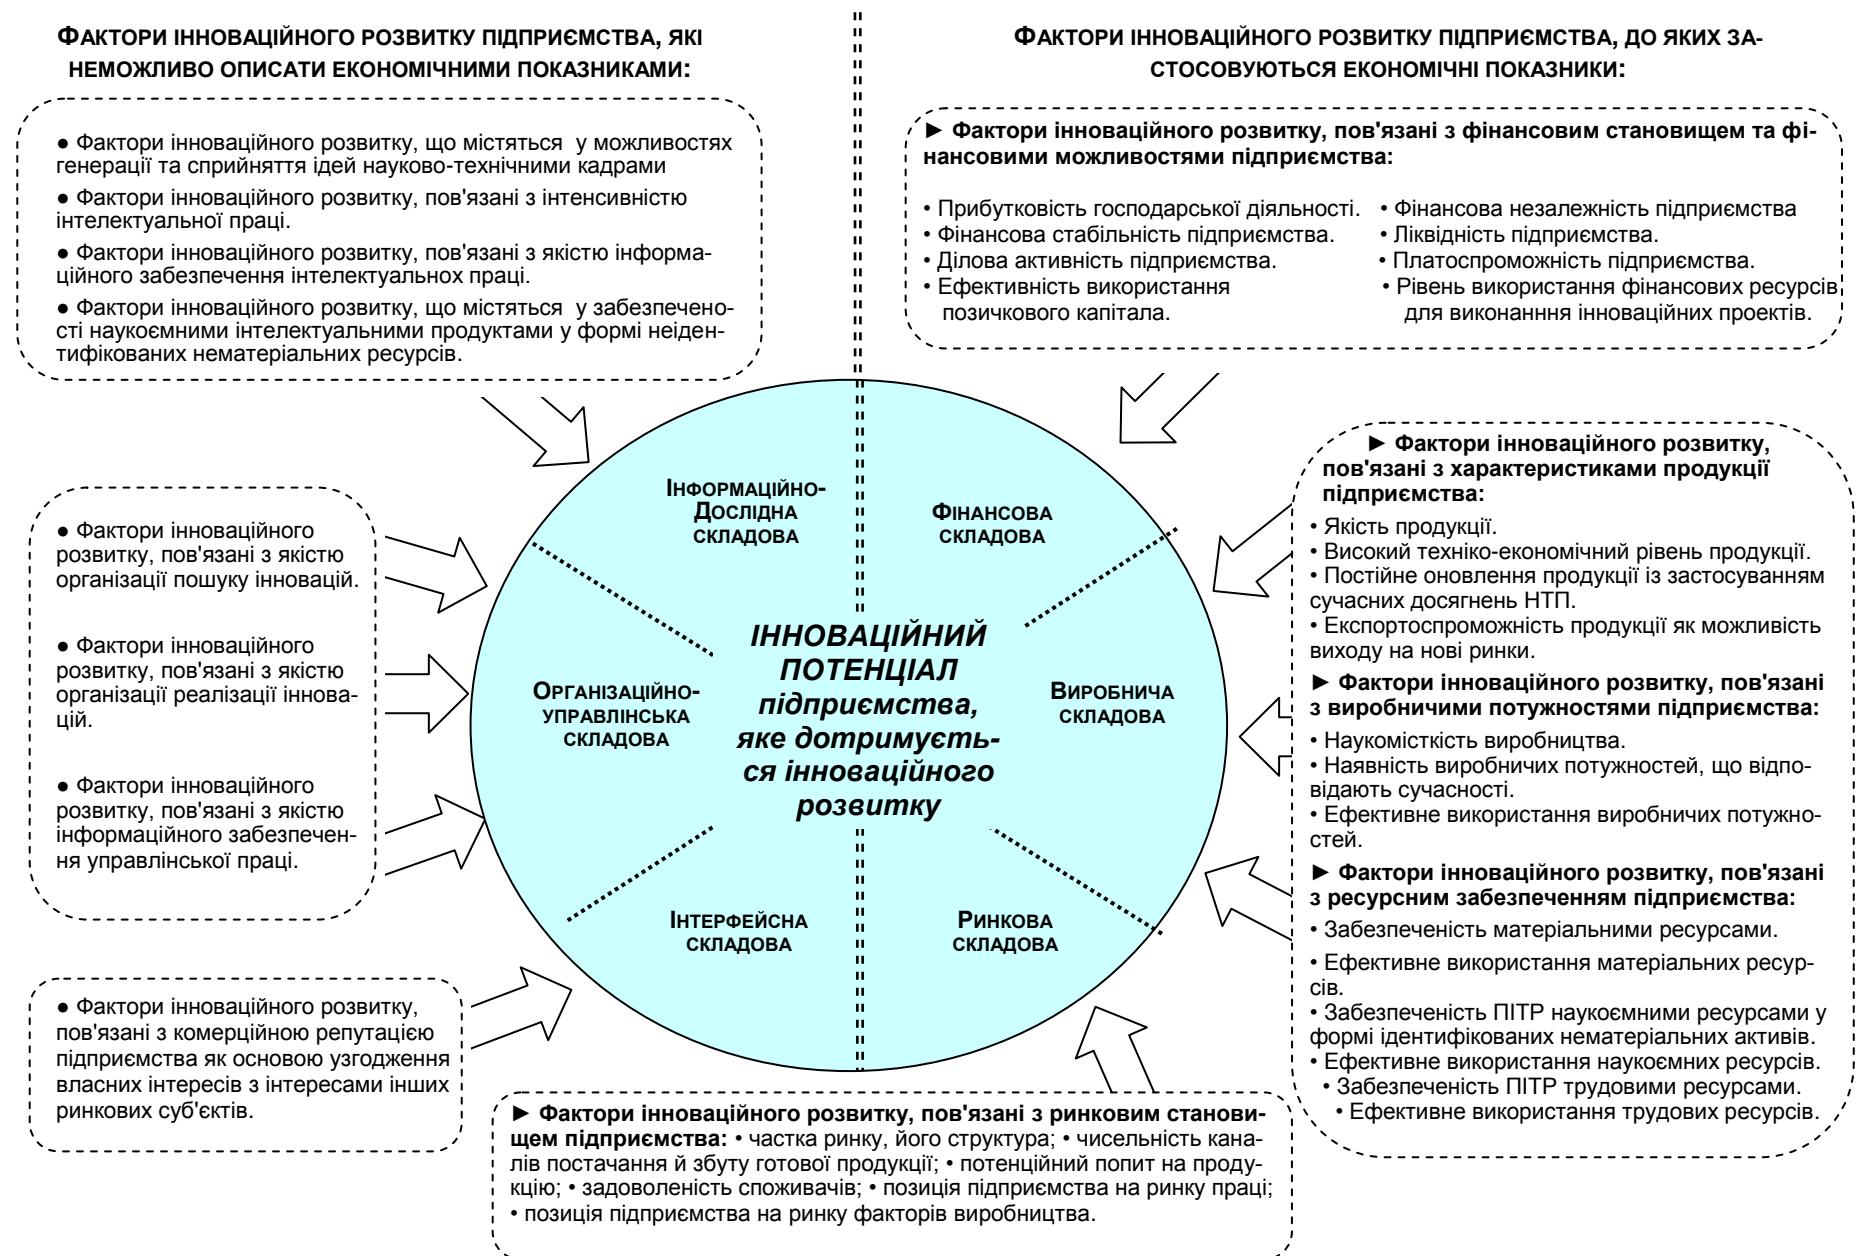 ФАКТОРИ ІННОВАЦІЙНОГО РОЗВИТКУ ПІДПРИЄМСТВА, ЯКІ
НЕМОЖЛИВО ОПИСАТИ ЕКОНОМІЧНИМИ ПОКАЗНИКАМИ:
● Фактори інноваційного розвитку, що містяться у можливостях
генерації та сприйняття ідей науково-технічними кадрами
● Фактори інноваційного розвитку, пов'язані з інтенсивністю
інтелектуальної праці.
● Фактори інноваційного розвитку, пов'язані з якістю інформа-
ційного забезпечення інтелектуальнох праці.
● Фактори інноваційного розвитку, що містяться у забезпечено-
сті наукоємними інтелектуальними продуктами у формі неіден-
тифікованих нематеріальних ресурсів.
ФАКТОРИ ІННОВАЦІЙНОГО РОЗВИТКУ ПІДПРИЄМСТВА, ДО ЯКИХ ЗА-
СТОСОВУЮТЬСЯ ЕКОНОМІЧНІ ПОКАЗНИКИ:
► Фактори інноваційного розвитку, пов'язані з фінансовим становищем та фі-
нансовими можливостями підприємства:
• Прибутковість господарської діяльності.
• Фінансова стабільність підприємства.
• Ділова активність підприємства.
• Ефективність використання
позичкового капітала.
• Фінансова незалежність підприємства
• Ліквідність підприємства.
• Платоспроможність підприємства.
• Рівень використання фінансових ресурсів
для виконанння інноваційних проектів.
● Фактори інноваційного
розвитку, пов'язані з якістю
організації пошуку інновацій.
● Фактори інноваційного
розвитку, пов'язані з якістю
організації реалізації іннова-
цій.
● Фактори інноваційного
розвитку, пов'язані з якістю
інформаційного забезпечен-
ня управлінської праці.
● Фактори інноваційного розвитку,
пов'язані з комерційною репутацією
підприємства як основою узгодження
власних інтересів з інтересами інших
ринкових суб'єктів.
ІНФОРМАЦІЙНО-
ДОСЛІДНА
СКЛАДОВА
ФІНАНСОВА
СКЛАДОВА
ОРГАНІЗАЦІЙНО-
УПРАВЛІНСЬКА
СКЛАДОВА
ІННОВАЦІЙНИЙ
ПОТЕНЦІАЛ
підприємства,
яке дотримуєть-
ся інноваційного
розвитку
ВИРОБНИЧА
СКЛАДОВА
ІНТЕРФЕЙСНА
СКЛАДОВА
РИНКОВА
СКЛАДОВА
► Фактори інноваційного розвитку,
пов'язані з характеристиками продукції
підприємства:
• Якість продукції.
• Високий техніко-економічний рівень продукції.
• Постійне оновлення продукції із застосуванням
сучасних досягнень НТП.
• Експортоспроможність продукції як можливість
виходу на нові ринки.
► Фактори інноваційного розвитку, пов'язані
з виробничими потужностями підприємства:
• Наукомісткість виробництва.
• Наявність виробничих потужностей, що відпо-
відають сучасності.
• Ефективне використання виробничих потужно-
стей.
► Фактори інноваційного розвитку, пов'язані
з ресурсним забезпеченням підприємства:
• Забезпеченість матеріальними ресурсами.
• Ефективне використання матеріальних ресур-
сів.
• Забезпеченість ПІТР наукоємними ресурсами у
формі ідентифікованих нематеріальних активів.
• Ефективне використання наукоємних ресурсів.
• Забезпеченість ПІТР трудовими ресурсами.
• Ефективне використання трудових ресурсів.
► Фактори інноваційного розвитку, пов'язані з ринковим станови-
щем підприємства: • частка ринку, його структура; • чисельність кана-
лів постачання й збуту готової продукції; • потенційний попит на проду-
кцію; • задоволеність споживачів; • позиція підприємства на ринку праці;
• позиція підприємства на ринку факторів виробництва.